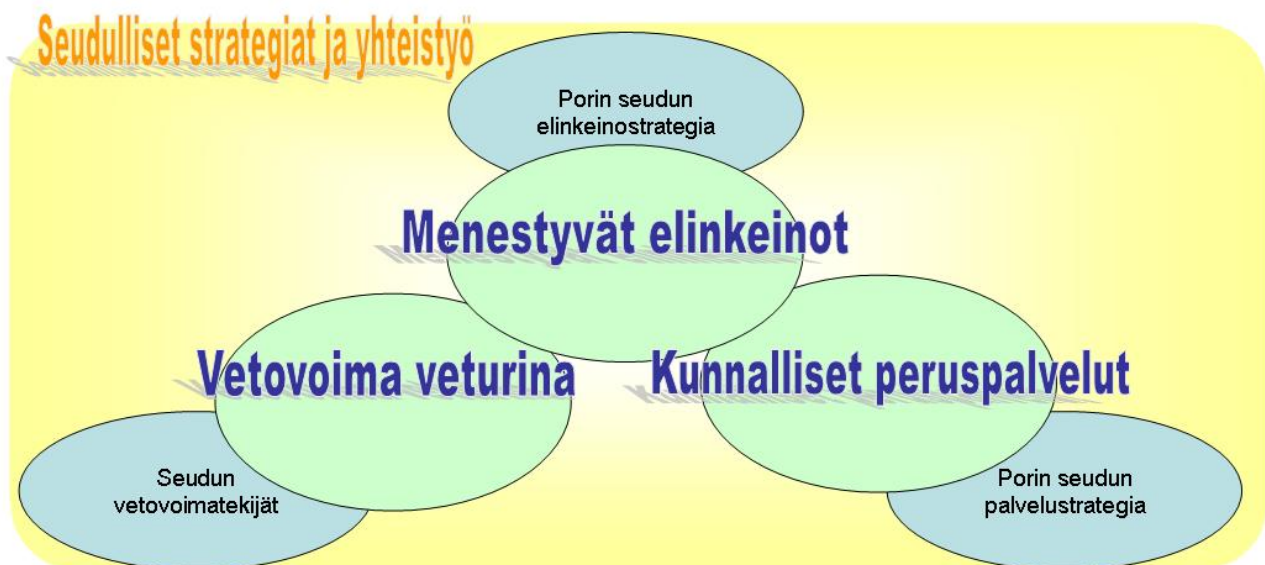 Seudulliset strategiat ja yhteistyö
Porin seudun
elinkeinostrategia
Menestyvät elinkeinot
Vetovoima veturina
Kunnalliset peruspalvelut
Seudun
vetovoimatekijät
Porin seudun
palvelustrategia